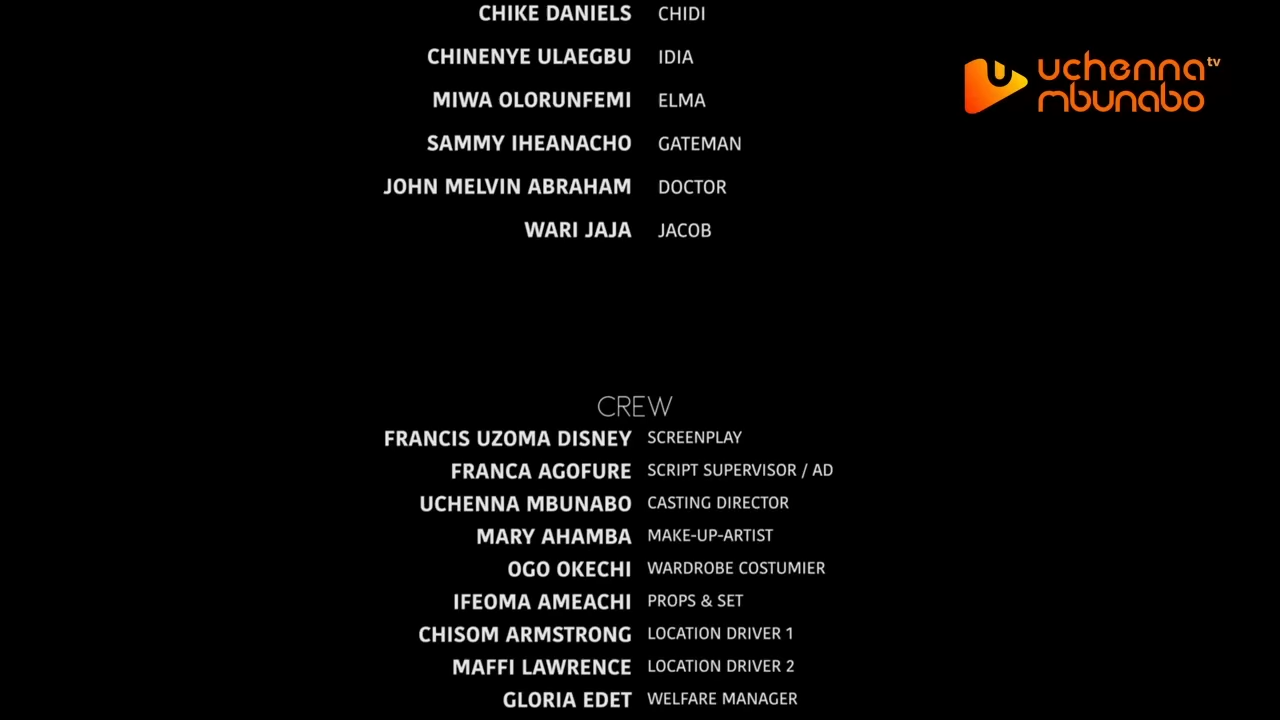 CHIKE DANIELS CHIDI
CHINENYE ULAEGBU IDIA
MIWA OLORUNFEMI ELMA
SAMMY IHEANACHO GATEMAN
JOHN MELVIN ABRAHAM DOCTOR
WARI JAJA JACOB
uchenna tv
mbunabo
CREW
FRANCIS UZOMA DISNEY SCREENPLAY
FRANCA AGOFURE SCRIPT SUPERVISOR / AD
UCHENNA MBUNABO CASTING DIRECTOR
MARY AHAMBA MAKE-UP-ARTIST
OGO OKECHI WARDROBE COSTUMIER
IFEOMA AMEACHI PROPS & SET
CHISOM ARMSTRONG LOCATION DRIVER 1
MAFFI LAWRENCE LOCATION DRIVER 2
GLORIA EDET WELFARE MANAGER